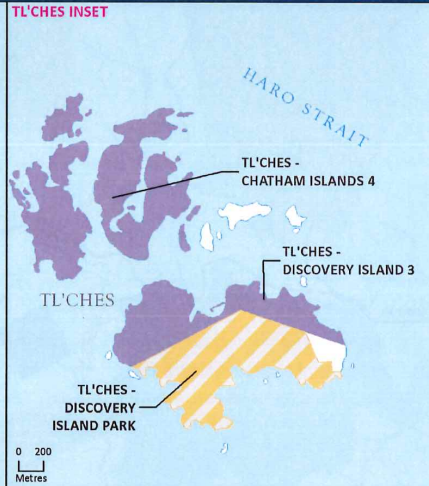 TL'CHES INSET
HARO STRAIT
TL'CHES -
CHATHAM ISLANDS 4
TL'CHES -
DISCOVERY ISLAND 3
TL'CHES
TL'CHES -
DISCOVERY
ISLAND PARK
0 200
Metres